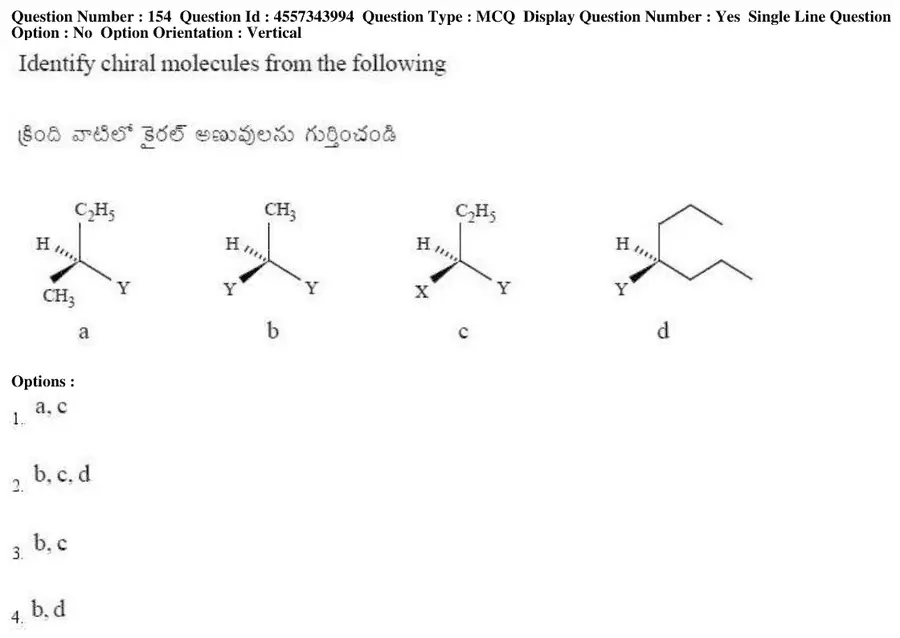 Question Number : 154 Question Id : 4557343994 Question Type : MCQ Display Question Number : Yes Single Line Question
Option : No Option Orientation : Vertical
Identify chiral molecules from the following
క్రింది వాటిలో కైరల్ అణువులను గుర్తించండి
C₂H₅ CH₃ C₂H₅
H H H H
CH₃ Y Y Y X Y Y
a b c d
Options :
1. a, c
2. b, c, d
3. b, c
4. b, d